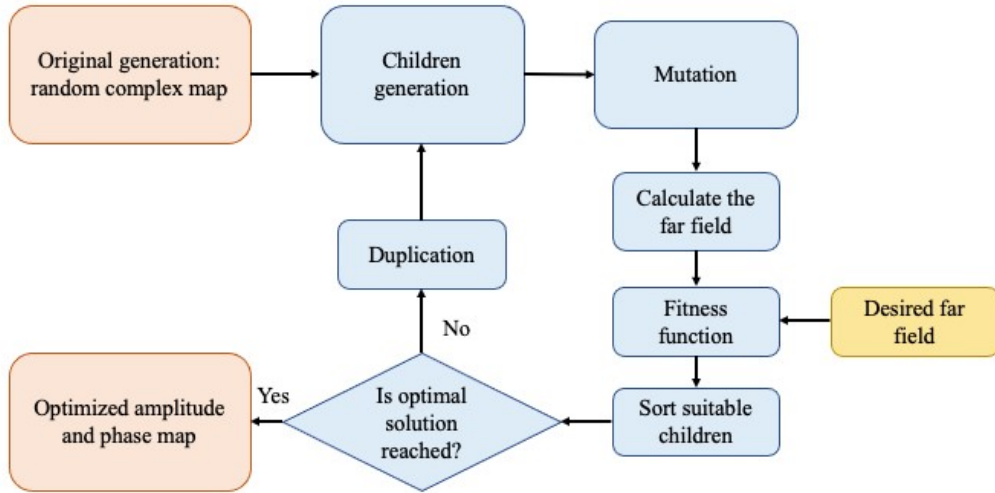 Original generation:
random complex map
Children
generation
Mutation
Calculate the
far field
Duplication
Fitness
function
Desired far
field
No
Yes
Optimized amplitude
and phase map
Is optimal
solution
reached?
Sort suitable
children